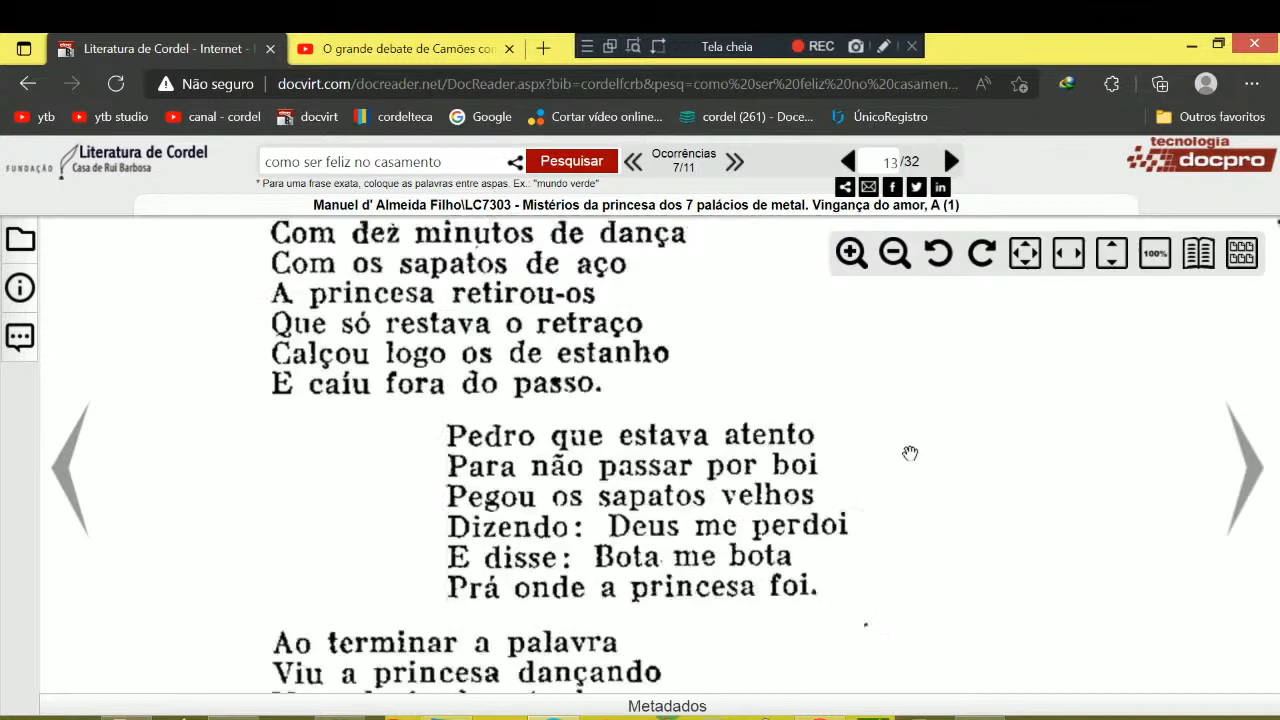 Literatura de Cordel - Internet -
O grande debate de Camões con
Tela cheia
REC
Não seguro
docvirt.com/docreader.net/DocReader.aspx?bib=cordelfcrb&pesq=como%20ser%20feliz%20no%20casamen...
ytb
ytb studio
canal - cordel
docvirt
cordelteca
Google
Cortar vídeo online...
cordel (261) - Doce...
ÚnicoRegistro
Outros favoritos
FUNDAÇÃO
Literatura de Cordel
Casa de Rui Barbosa
como ser feliz no casamento
Pesquisar
Ocorrências
7/11
13 /32
tecnologia
docpro
* Para uma frase exata, coloque as palavras entre aspas. Ex.: "mundo verde"
Manuel d' Almeida Filho\LC7303 - Mistérios da princesa dos 7 palácios de metal. Vingança do amor, A (1)
100%
Com dez minutos de dança
Com os sapatos de aço
A princesa retirou-os
Que só restava o retraço
Calçou logo os de estanho
E caíu fora do passo.
Pedro que estava atento
Para não passar por boi
Pegou os sapatos velhos
Dizendo: Deus me perdoi
E disse: Bota me bota
Prá onde a princesa foi.
Ao terminar a palavra
Viu a princesa dançando
Metadados